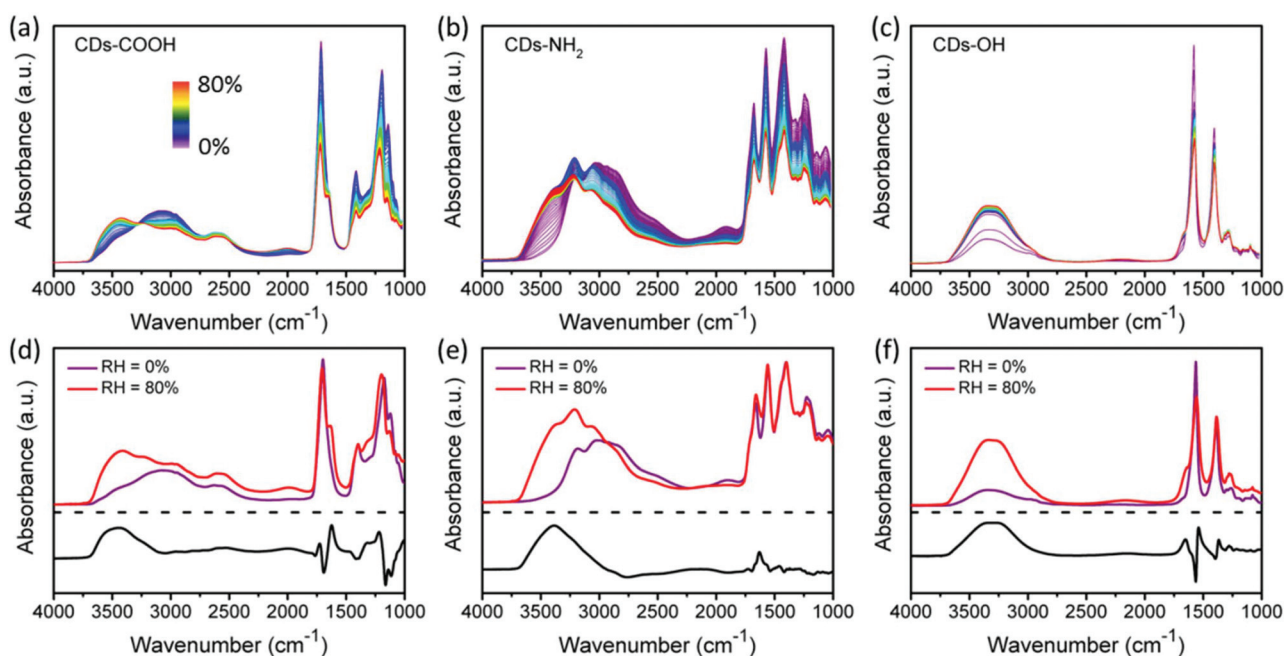 (a)
CDs-COOH
80%
0%
Absorbance (a.u.)
4000 3500 3000 2500 2000 1500 1000
Wavenumber (cm⁻¹)
(b)
CDs-NH₂
Absorbance (a.u.)
4000 3500 3000 2500 2000 1500 1000
Wavenumber (cm⁻¹)
(c)
CDs-OH
Absorbance (a.u.)
4000 3500 3000 2500 2000 1500 1000
Wavenumber (cm⁻¹)
(d)
RH = 0%
RH = 80%
Absorbance (a.u.)
4000 3500 3000 2500 2000 1500 1000
Wavenumber (cm⁻¹)
(e)
RH = 0%
RH = 80%
Absorbance (a.u.)
4000 3500 3000 2500 2000 1500 1000
Wavenumber (cm⁻¹)
(f)
RH = 0%
RH = 80%
Absorbance (a.u.)
4000 3500 3000 2500 2000 1500 1000
Wavenumber (cm⁻¹)